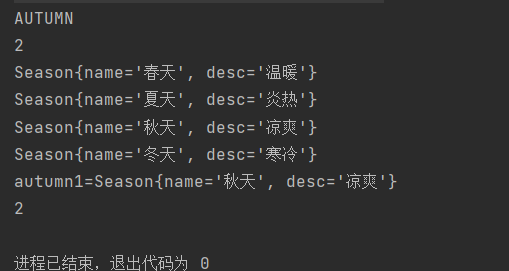 AUTUMN
2
Season{name='春天', desc='温暖'}
Season{name='夏天', desc='炎热'}
Season{name='秋天', desc='凉爽'}
Season{name='冬天', desc='寒冷'}
autumn1=Season{name='秋天', desc='凉爽'}
2
进程已结束，退出代码为 0